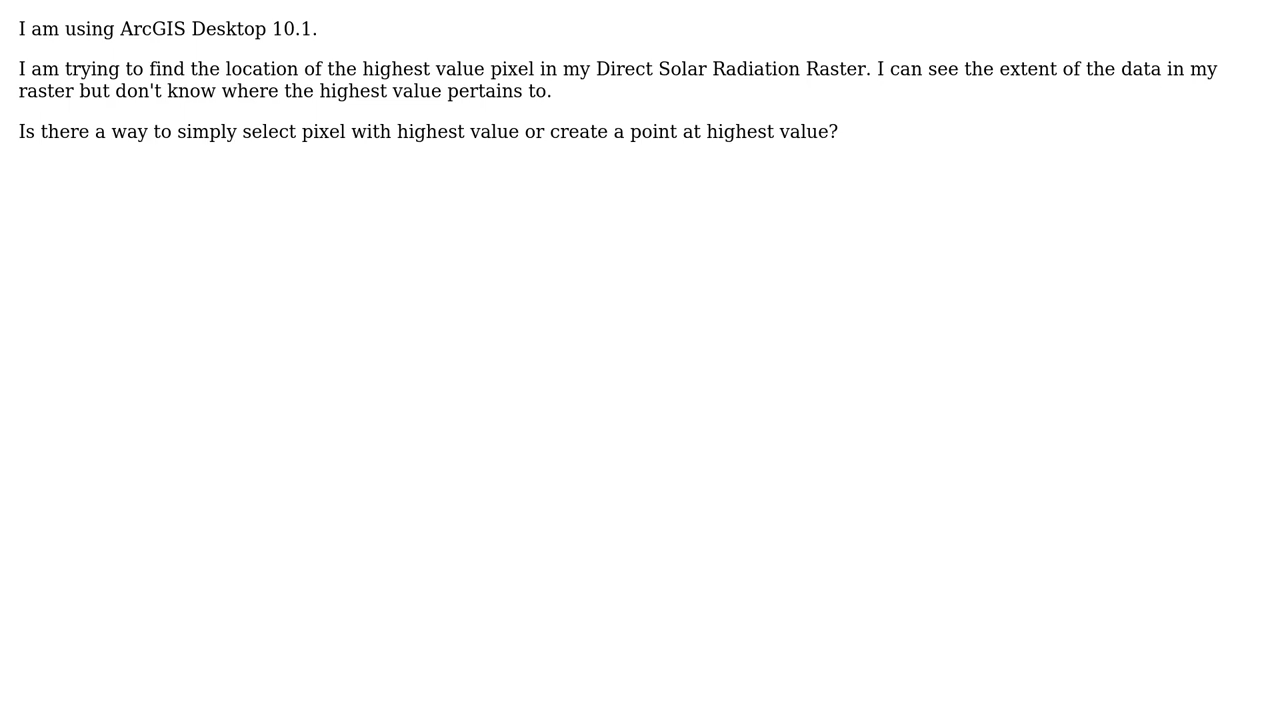 I am using ArcGIS Desktop 10.1.
I am trying to find the location of the highest value pixel in my Direct Solar Radiation Raster. I can see the extent of the data in my
raster but don't know where the highest value pertains to.
Is there a way to simply select pixel with highest value or create a point at highest value?